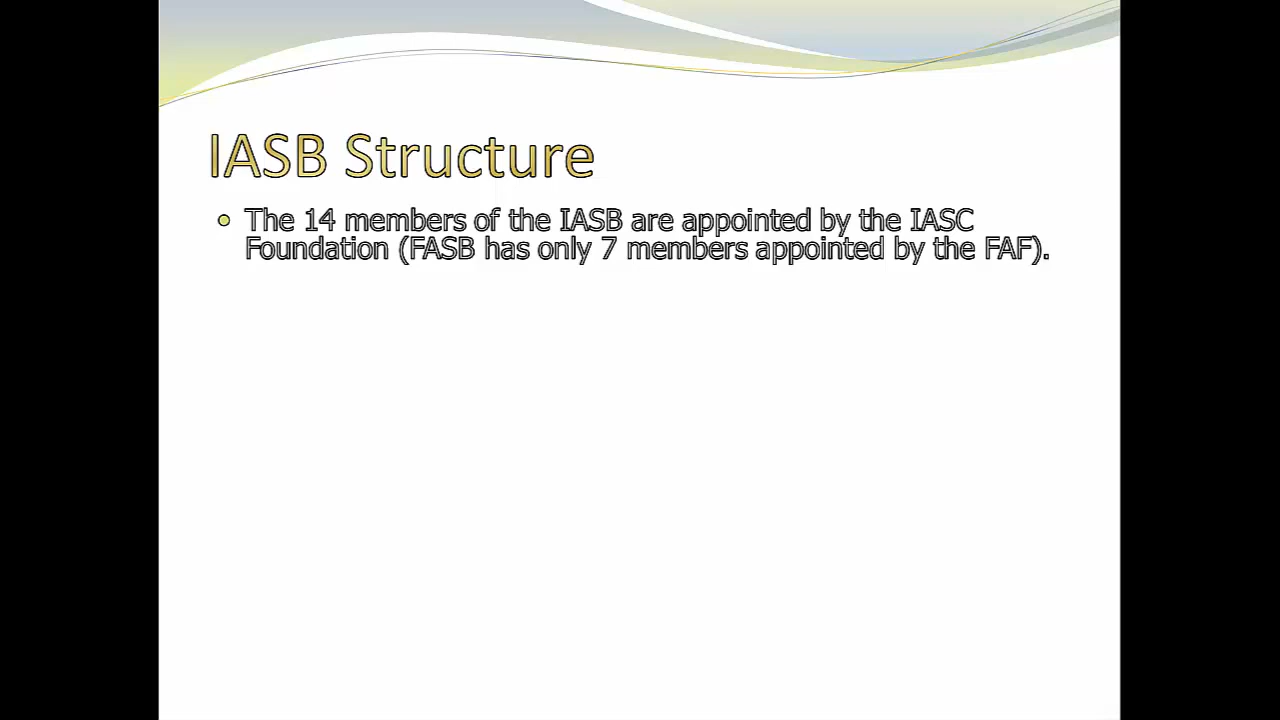 IASB Structure
The 14 members of the IASB are appointed by the IASC
Foundation (FASB has only 7 members appointed by the FAF).